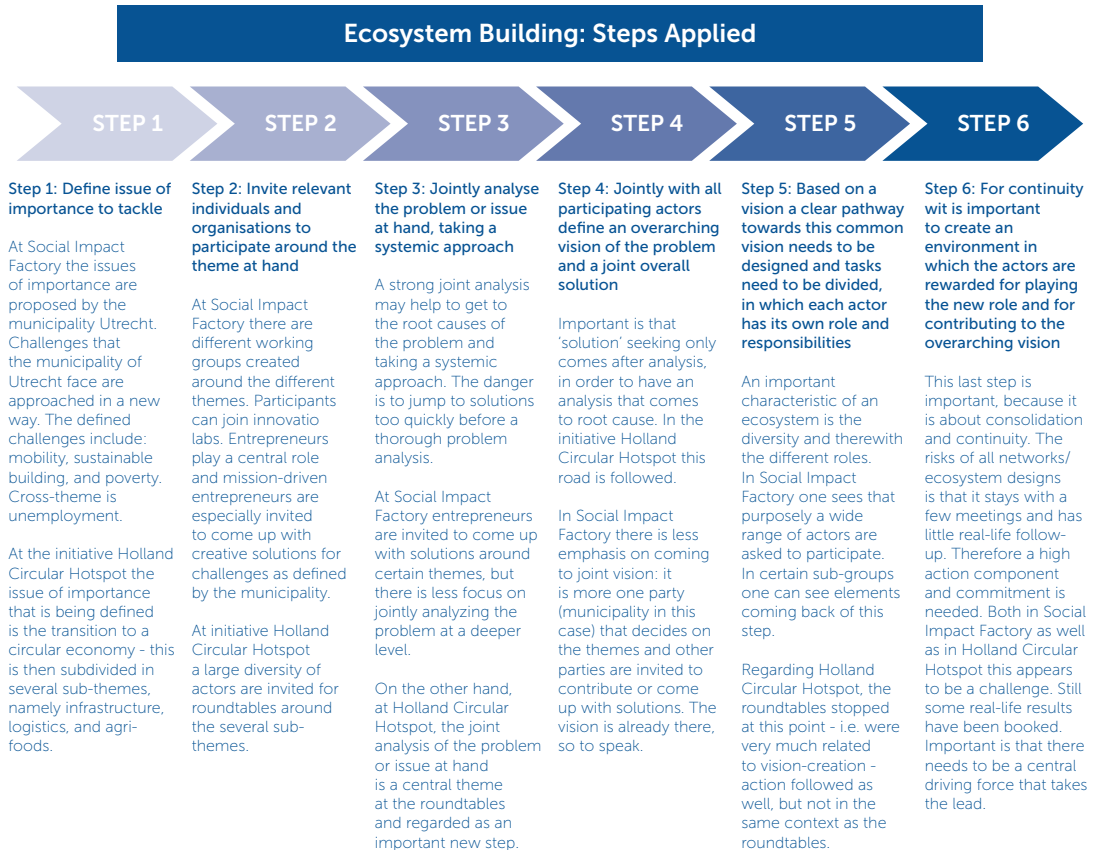 Ecosystem Building: Steps Applied
STEP 1
STEP 2
STEP 3
STEP 4
STEP 5
STEP 6
Step 1: Define issue of
importance to tackle
At Social Impact
Factory the issues
of importance are
proposed by the
municipality Utrecht.
Challenges that
the municipality of
Utrecht face are
approached in a new
way. The defined
challenges include:
mobility, sustainable
building, and poverty.
Cross-theme is
unemployment.
At the initiative Holland
Circular Hotspot the
issue of importance
that is being defined
is the transition to a
circular economy - this
is then subdivided in
several sub-themes,
namely infrastructure,
logistics, and agri-
foods.
Step 2: Invite relevant
individuals and
organisations to
participate around the
theme at hand
At Social Impact
Factory there are
different working
groups created
around the different
themes. Participants
can join innovatio
labs. Entrepreneurs
play a central role
and mission-driven
entrepreneurs are
especially invited
to come up with
creative solutions for
challenges as defined
by the municipality.
At initiative Holland
Circular Hotspot
a large diversity of
actors are invited for
roundtables around
the several sub-
themes.
Step 3: Jointly analyse
the problem or issue
at hand, taking a
systemic approach
A strong joint analysis
may help to get to
the root causes of
the problem and
taking a systemic
approach. The danger
is to jump to solutions
too quickly before a
thorough problem
analysis.
At Social Impact
Factory entrepreneurs
are invited to come up
with solutions around
certain themes, but
there is less focus on
jointly analyzing the
problem at a deeper
level.
On the other hand,
at Holland Circular
Hotspot, the joint
analysis of the problem
or issue at hand
is a central theme
at the roundtables
and regarded as an
important new step.
Step 4: Jointly with all
participating actors
define an overarching
vision of the problem
and a joint overall
solution
Important is that
‘solution’ seeking only
comes after analysis,
in order to have an
analysis that comes
to root cause. In the
initiative Holland
Circular Hotspot this
road is followed.
In Social Impact
Factory there is less
emphasis on coming
to joint vision: it
is more one party
(municipality in this
case) that decides on
the themes and other
parties are invited to
contribute or come
up with solutions. The
vision is already there,
so to speak.
Step 5: Based on a
vision a clear pathway
towards this common
vision needs to be
designed and tasks
need to be divided,
in which each actor
has its own role and
responsibilities
An important
characteristic of an
ecosystem is the
diversity and therewith
the different roles.
In Social Impact
Factory one sees that
purposely a wide
range of actors are
asked to participate.
In certain sub-groups
one can see elements
coming back of this
step.
Regarding Holland
Circular Hotspot, the
roundtables stopped
at this point - i.e. were
very much related
to vision-creation -
action followed as
well, but not in the
same context as the
roundtables.
Step 6: For continuity
wit is important
to create an
environment in
which the actors are
rewarded for playing
the new role and for
contributing to the
overarching vision
This last step is
important, because it
is about consolidation
and continuity. The
risks of all networks/
ecosystem designs
is that it stays with a
few meetings and has
little real-life follow-
up. Therefore a high
action component
and commitment is
needed. Both in Social
Impact Factory as well
as in Holland Circular
Hotspot this appears
to be a challenge. Still
some real-life results
have been booked.
Important is that there
needs to be a central
driving force that takes
the lead.